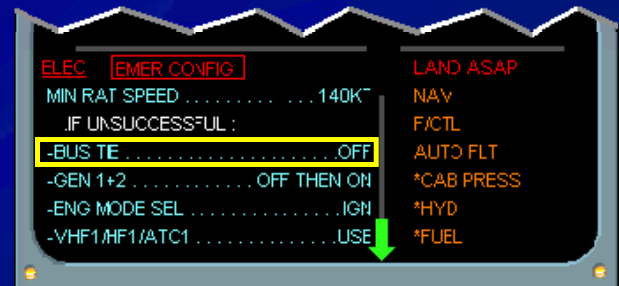 ELEC EMER CONFIG
MIN RAT SPEED ............. 140KT
.IF UNSUCCESSFUL :
-BUS TIE ..................... OFF
-GEN 1+2 ............ OFF THEN ON
-ENG MODE SEL ............... IGN
-VHF1/HF1/ATC1 .............. USE
LAND ASAP
NAV
F/CTL
AUTO FLT
*CAB PRESS
*HYD
*FUEL